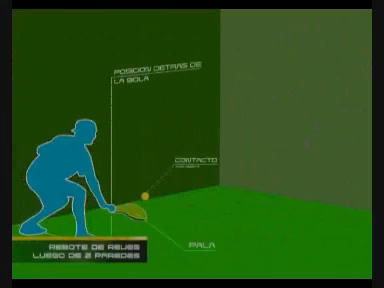 POSICION DETRAS DE
LA BOLA
CONTACTO
PALA
REBOTE DE REVES
LUEGO DE 2 PAREDES